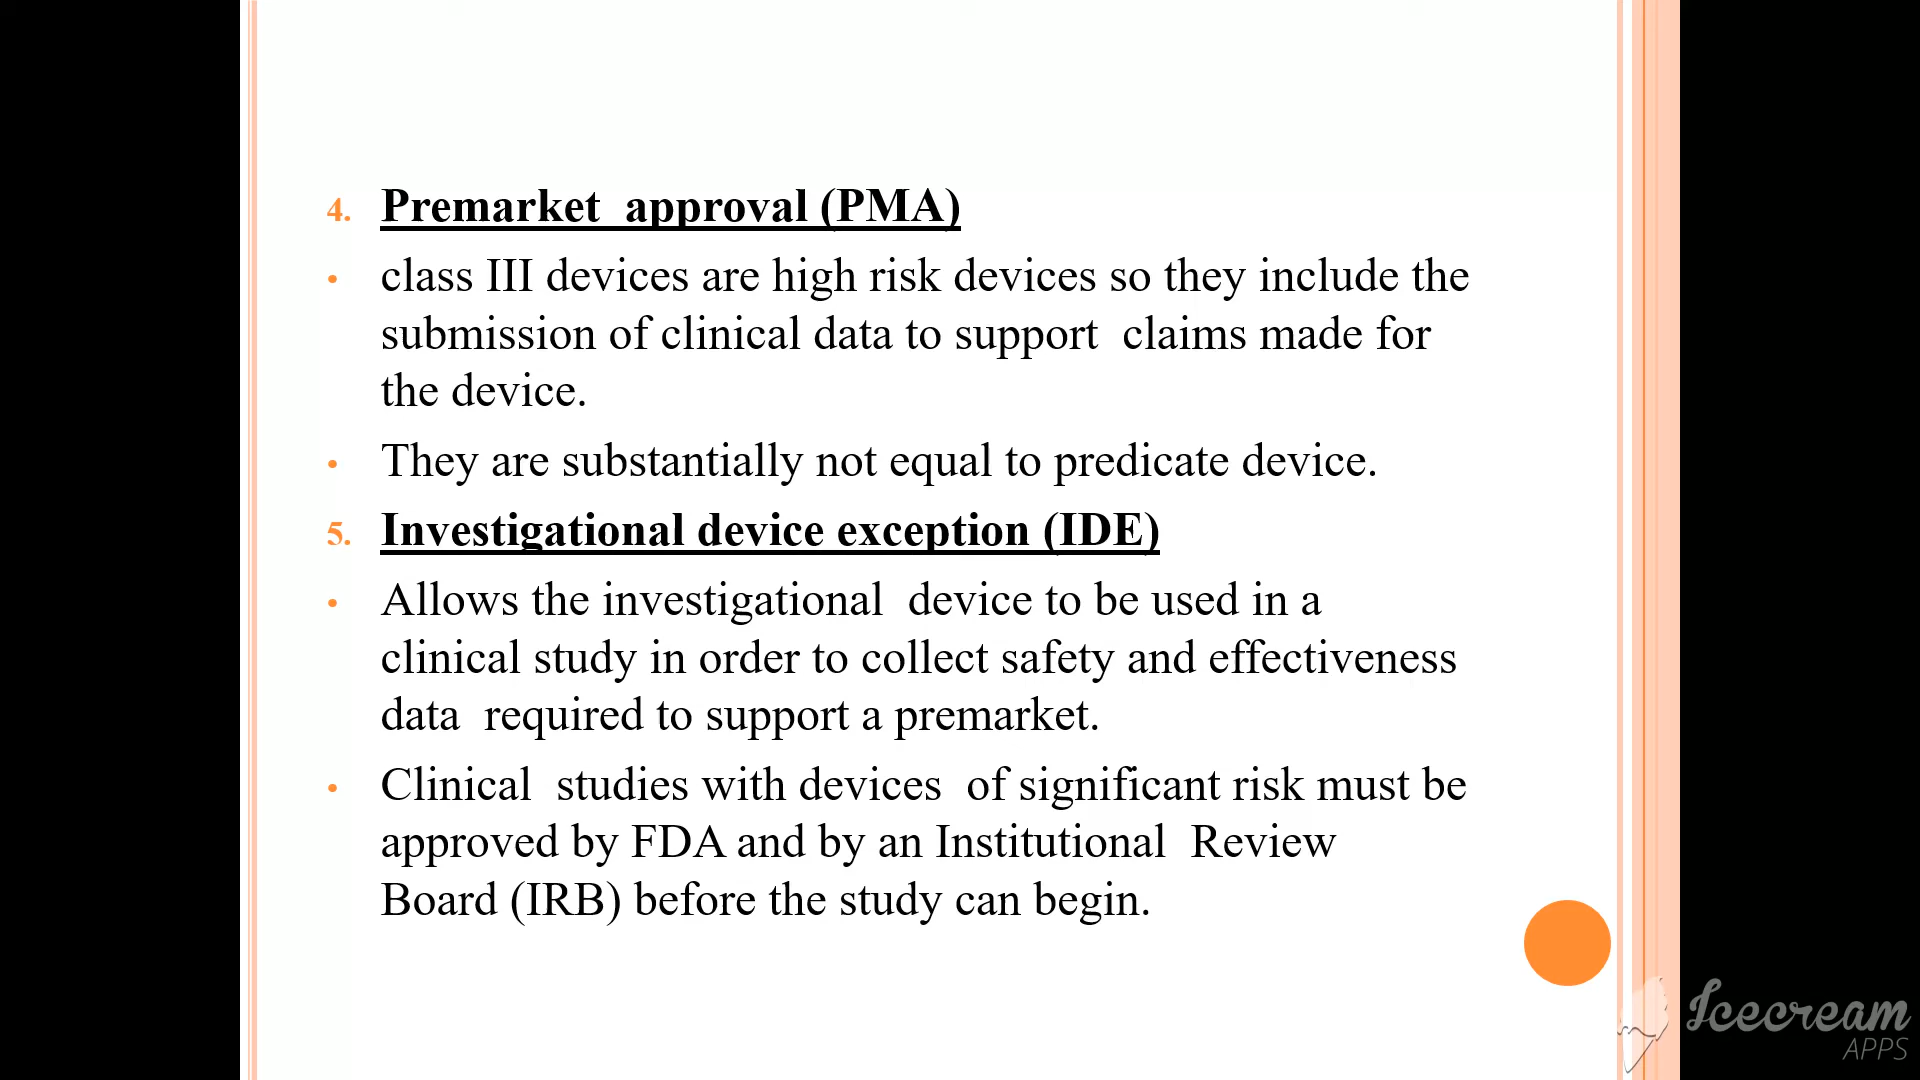 4. Premarket approval (PMA)
• class III devices are high risk devices so they include the
submission of clinical data to support claims made for
the device.
• They are substantially not equal to predicate device.
5. Investigational device exception (IDE)
• Allows the investigational device to be used in a
clinical study in order to collect safety and effectiveness
data required to support a premarket.
• Clinical studies with devices of significant risk must be
approved by FDA and by an Institutional Review
Board (IRB) before the study can begin.
Icecream
APPS